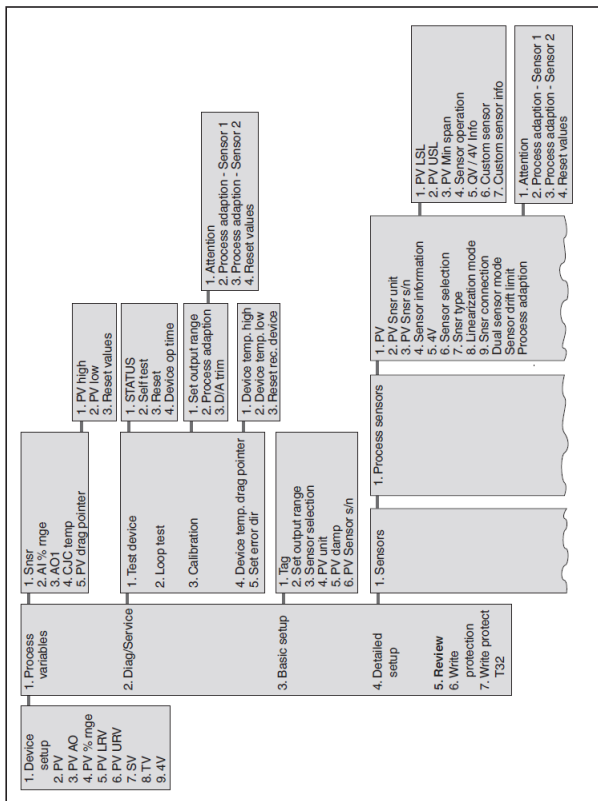 1. Device
setup
2. PV
3. PV AO
4. PV % rnge
5. PV LRV
6. PV URV
7. SV
8. TV
9. 4V
1. Process
variables
2. Diag/Service
3. Basic setup
4. Detailed
setup
5. Review
6. Write
protection
7. Write protect
T32
1. Snsr
2. AI % rnge
3. AO1
4. CJC temp
5. PV drag pointer
1. PV high
2. PV low
3. Reset values
1. Test device
2. Loop test
3. Calibration
4. Device temp. drag pointer
5. Set error dir
1. STATUS
2. Self test
3. Reset
4. Device op time
1. Set output range
2. Process adaption
3. D/A trim
1. Attention
2. Process adaption - Sensor 1
3. Process adaption - Sensor 2
4. Reset values
1. Device temp. high
2. Device temp. low
3. Reset rec. device
1. Tag
2. Set output range
3. Sensor selection
4. PV unit
5. PV damp
6. PV Sensor s/n
1. Sensors
1. Process sensors
1. PV
2. PV Snsr unit
3. PV Snsr s/n
4. Sensor information
5. 4V
6. Sensor selection
7. Snsr type
8. Linearization mode
9. Snsr connection
Dual sensor mode
Sensor drift limit
Process adaption
1. PV LSL
2. PV USL
3. PV Min span
4. Sensor operation
5. QV / 4V Info
6. Custom sensor
7. Custom sensor info
1. Attention
2. Process adaption - Sensor 1
3. Process adaption - Sensor 2
4. Reset values